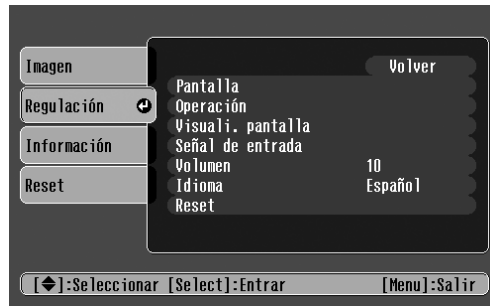 Imagen
Regulación
Información
Reset
Volver
Pantalla
Operación
Visuali. pantalla
Señal de entrada
Volumen 10
Idioma Español
Reset
[◆]:Seleccionar [Select]:Entrar [Menu]:Salir